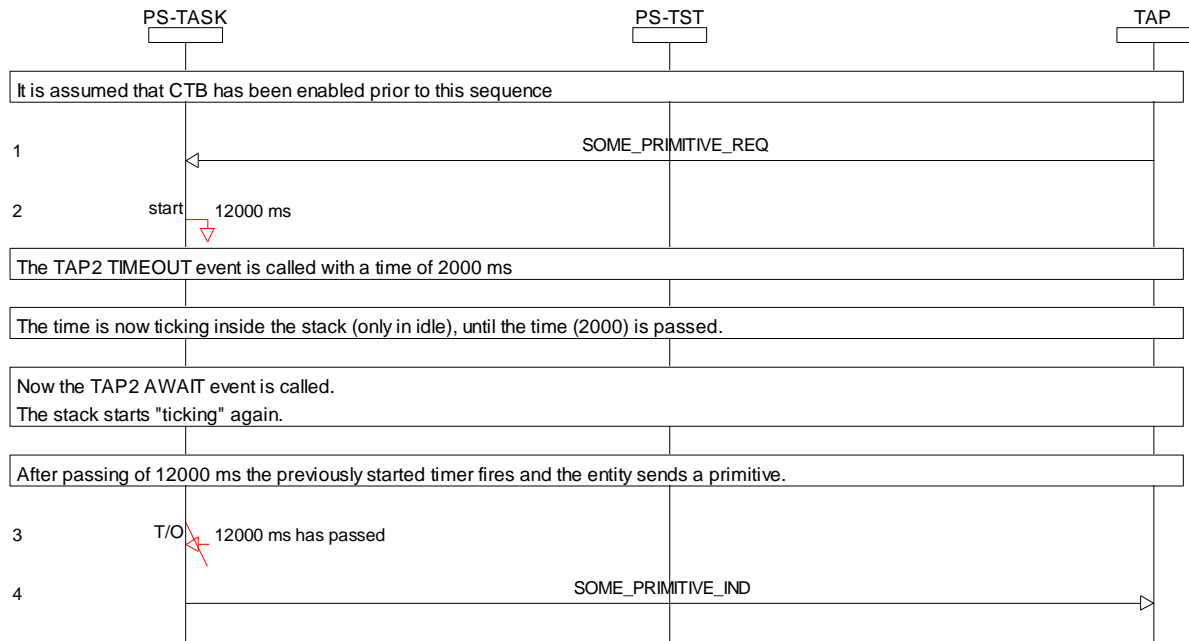 PS-TASK PS-TST TAP
It is assumed that CTB has been enabled prior to this sequence
1 SOME_PRIMITIVE_REQ
2 start 12000 ms
The TAP2 TIMEOUT event is called with a time of 2000 ms
The time is now ticking inside the stack (only in idle), until the time (2000) is passed.
Now the TAP2 AWAIT event is called.
The stack starts "ticking" again.
After passing of 12000 ms the previously started timer fires and the entity sends a primitive.
3 T/O 12000 ms has passed
4 SOME_PRIMITIVE_IND